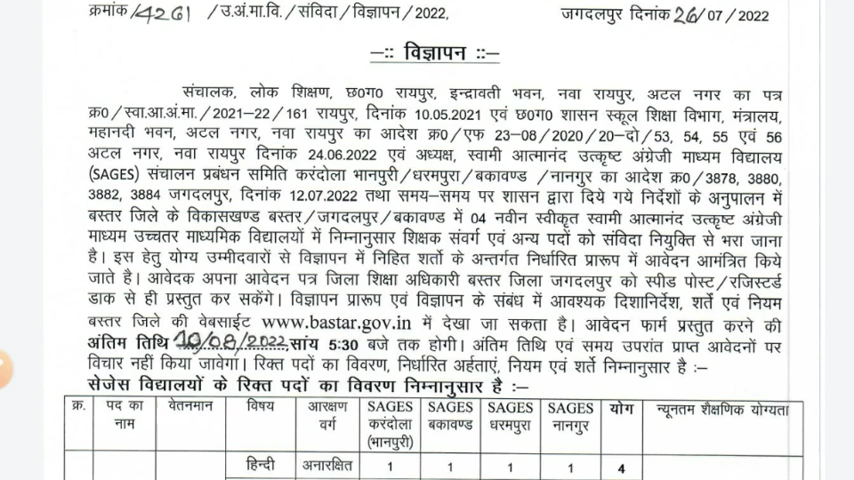 क्रमांक/4261 /उ.अं.मा.वि./संविदा/विज्ञापन/2022, जगदलपुर दिनांक 26/07/2022
—:: विज्ञापन ::—
संचालक, लोक शिक्षण, छ0ग0 रायपुर, इन्द्रावती भवन, नवा रायपुर, अटल नगर का पत्र
क्र0/स्वा.आ.अं.मा./2021-22/161 रायपुर, दिनांक 10.05.2021 एवं छ0ग0 शासन स्कूल शिक्षा विभाग, मंत्रालय,
महानदी भवन, अटल नगर, नवा रायपुर का आदेश क्र0/एफ 23-08/2020/20-दो/53, 54, 55 एवं 56
अटल नगर, नवा रायपुर दिनांक 24.06.2022 एवं अध्यक्ष, स्वामी आत्मानंद उत्कृष्ट अंग्रेजी माध्यम विद्यालय
(SAGES) संचालन प्रबंधन समिति करंदोला भानपुरी/धरमपुरा/बकावण्ड /नानगुर का आदेश क्र0/3878, 3880,
3882, 3884 जगदलपुर, दिनांक 12.07.2022 तथा समय-समय पर शासन द्वारा दिये गये निर्देशों के अनुपालन में
बस्तर जिले के विकासखण्ड बस्तर/जगदलपुर/बकावण्ड में 04 नवीन स्वीकृत स्वामी आत्मानंद उत्कृष्ट अंग्रेजी
माध्यम उच्चतर माध्यमिक विद्यालयों में निम्नानुसार शिक्षक संवर्ग एवं अन्य पदों को संविदा नियुक्ति से भरा जाना
है। इस हेतु योग्य उम्मीदवारों से विज्ञापन में निहित शर्तो के अन्तर्गत निर्धारित प्रारूप में आवेदन आमंत्रित किये
जाते है। आवेदक अपना आवेदन पत्र जिला शिक्षा अधिकारी बस्तर जिला जगदलपुर को स्पीड पोस्ट/रजिस्टर्ड
डाक से ही प्रस्तुत कर सकेंगे। विज्ञापन प्रारूप एवं विज्ञापन के संबंध में आवश्यक दिशानिर्देश, शर्ते एवं नियम
बस्तर जिले की वेबसाईट www.bastar.gov.in में देखा जा सकता है। आवेदन फार्म प्रस्तुत करने की
अंतिम तिथि 10/08/2022, सांय 5:30 बजे तक होगी। अंतिम तिथि एवं समय उपरांत प्राप्त आवेदनों पर
विचार नहीं किया जावेगा। रिक्त पदों का विवरण, निर्धारित अर्हताएं, नियम एवं शर्ते निम्नानुसार है :—
सेजेस विद्यालयों के रिक्त पदों का विवरण निम्नानुसार है :—
क्र. पद का नाम वेतनमान विषय आरक्षण वर्ग SAGES करंदोला (भानपुरी) SAGES बकावण्ड SAGES धरमपुरा SAGES नानगुर योग न्यूनतम शैक्षणिक योग्यता
हिन्दी अनारक्षित 1 1 1 1 4